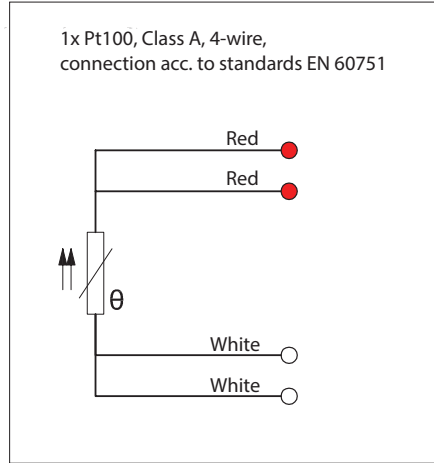 1x Pt100, Class A, 4-wire,
connection acc. to standards EN 60751
Red
Red
θ
White
White